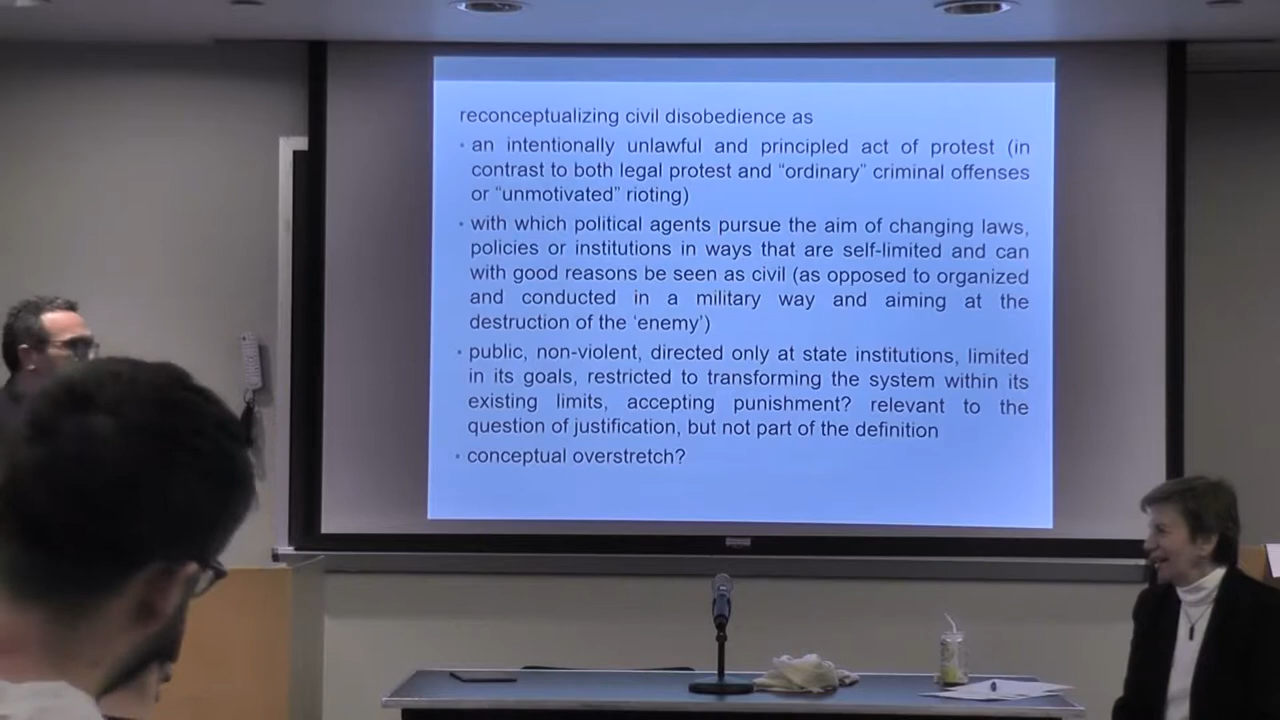 reconceptualizing civil disobedience as
• an intentionally unlawful and principled act of protest (in
contrast to both legal protest and “ordinary” criminal offenses
or “unmotivated” rioting)
• with which political agents pursue the aim of changing laws,
policies or institutions in ways that are self-limited and can
with good reasons be seen as civil (as opposed to organized
and conducted in a military way and aiming at the
destruction of the ‘enemy’)
• public, non-violent, directed only at state institutions, limited
in its goals, restricted to transforming the system within its
existing limits, accepting punishment? relevant to the
question of justification, but not part of the definition
• conceptual overstretch?